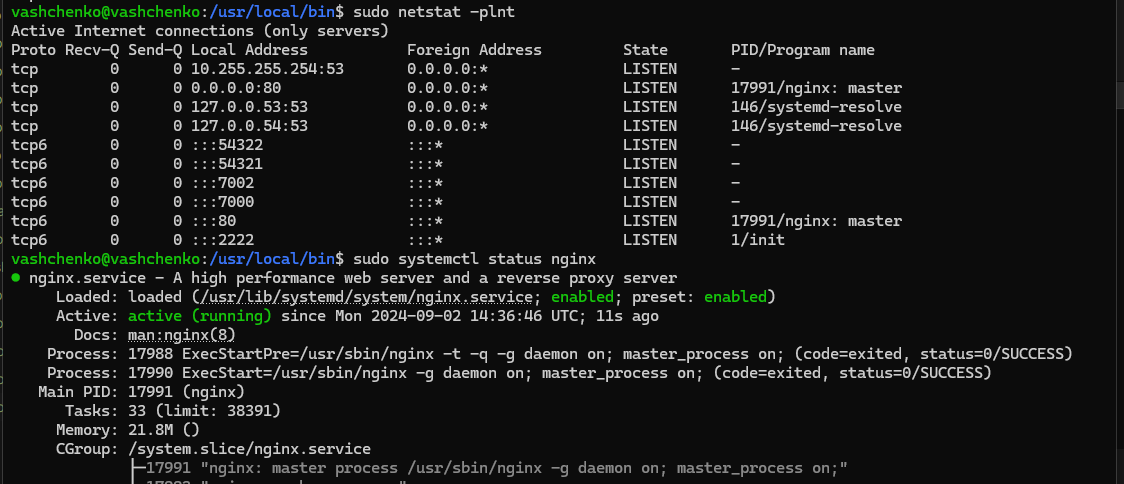 vashchenko@vashchenko:/usr/local/bin$ sudo netstat -plnt
Active Internet connections (only servers)
Proto Recv-Q Send-Q Local Address           Foreign Address         State       PID/Program name
tcp        0      0 10.255.255.254:53       0.0.0.0:*               LISTEN      -
tcp        0      0 0.0.0.0:80              0.0.0.0:*               LISTEN      17991/nginx: master
tcp        0      0 127.0.0.53:53           0.0.0.0:*               LISTEN      146/systemd-resolve
tcp        0      0 127.0.0.54:53           0.0.0.0:*               LISTEN      146/systemd-resolve
tcp6       0      0 :::54322                :::*                    LISTEN      -
tcp6       0      0 :::54321                :::*                    LISTEN      -
tcp6       0      0 :::7002                 :::*                    LISTEN      -
tcp6       0      0 :::7000                 :::*                    LISTEN      -
tcp6       0      0 :::80                   :::*                    LISTEN      17991/nginx: master
tcp6       0      0 :::2222                 :::*                    LISTEN      1/init
vashchenko@vashchenko:/usr/local/bin$ sudo systemctl status nginx
● nginx.service - A high performance web server and a reverse proxy server
     Loaded: loaded (/usr/lib/systemd/system/nginx.service; enabled; preset: enabled)
     Active: active (running) since Mon 2024-09-02 14:36:46 UTC; 11s ago
       Docs: man:nginx(8)
    Process: 17988 ExecStartPre=/usr/sbin/nginx -t -q -g daemon on; master_process on; (code=exited, status=0/SUCCESS)
    Process: 17990 ExecStart=/usr/sbin/nginx -g daemon on; master_process on; (code=exited, status=0/SUCCESS)
   Main PID: 17991 (nginx)
      Tasks: 33 (limit: 38391)
     Memory: 21.8M ()
     CGroup: /system.slice/nginx.service
             ├─17991 "nginx: master process /usr/sbin/nginx -g daemon on; master_process on;"